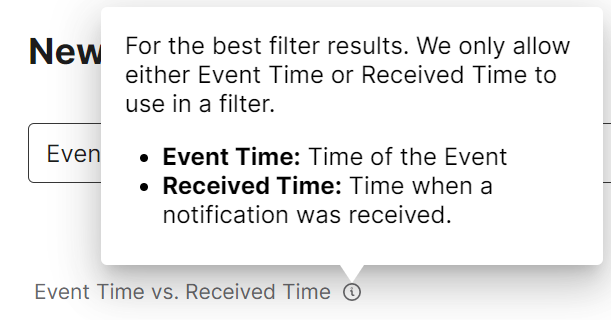 New
For the best filter results. We only allow
either Event Time or Received Time to
use in a filter.
Even
• Event Time: Time of the Event
• Received Time: Time when a
notification was received.
Event Time vs. Received Time